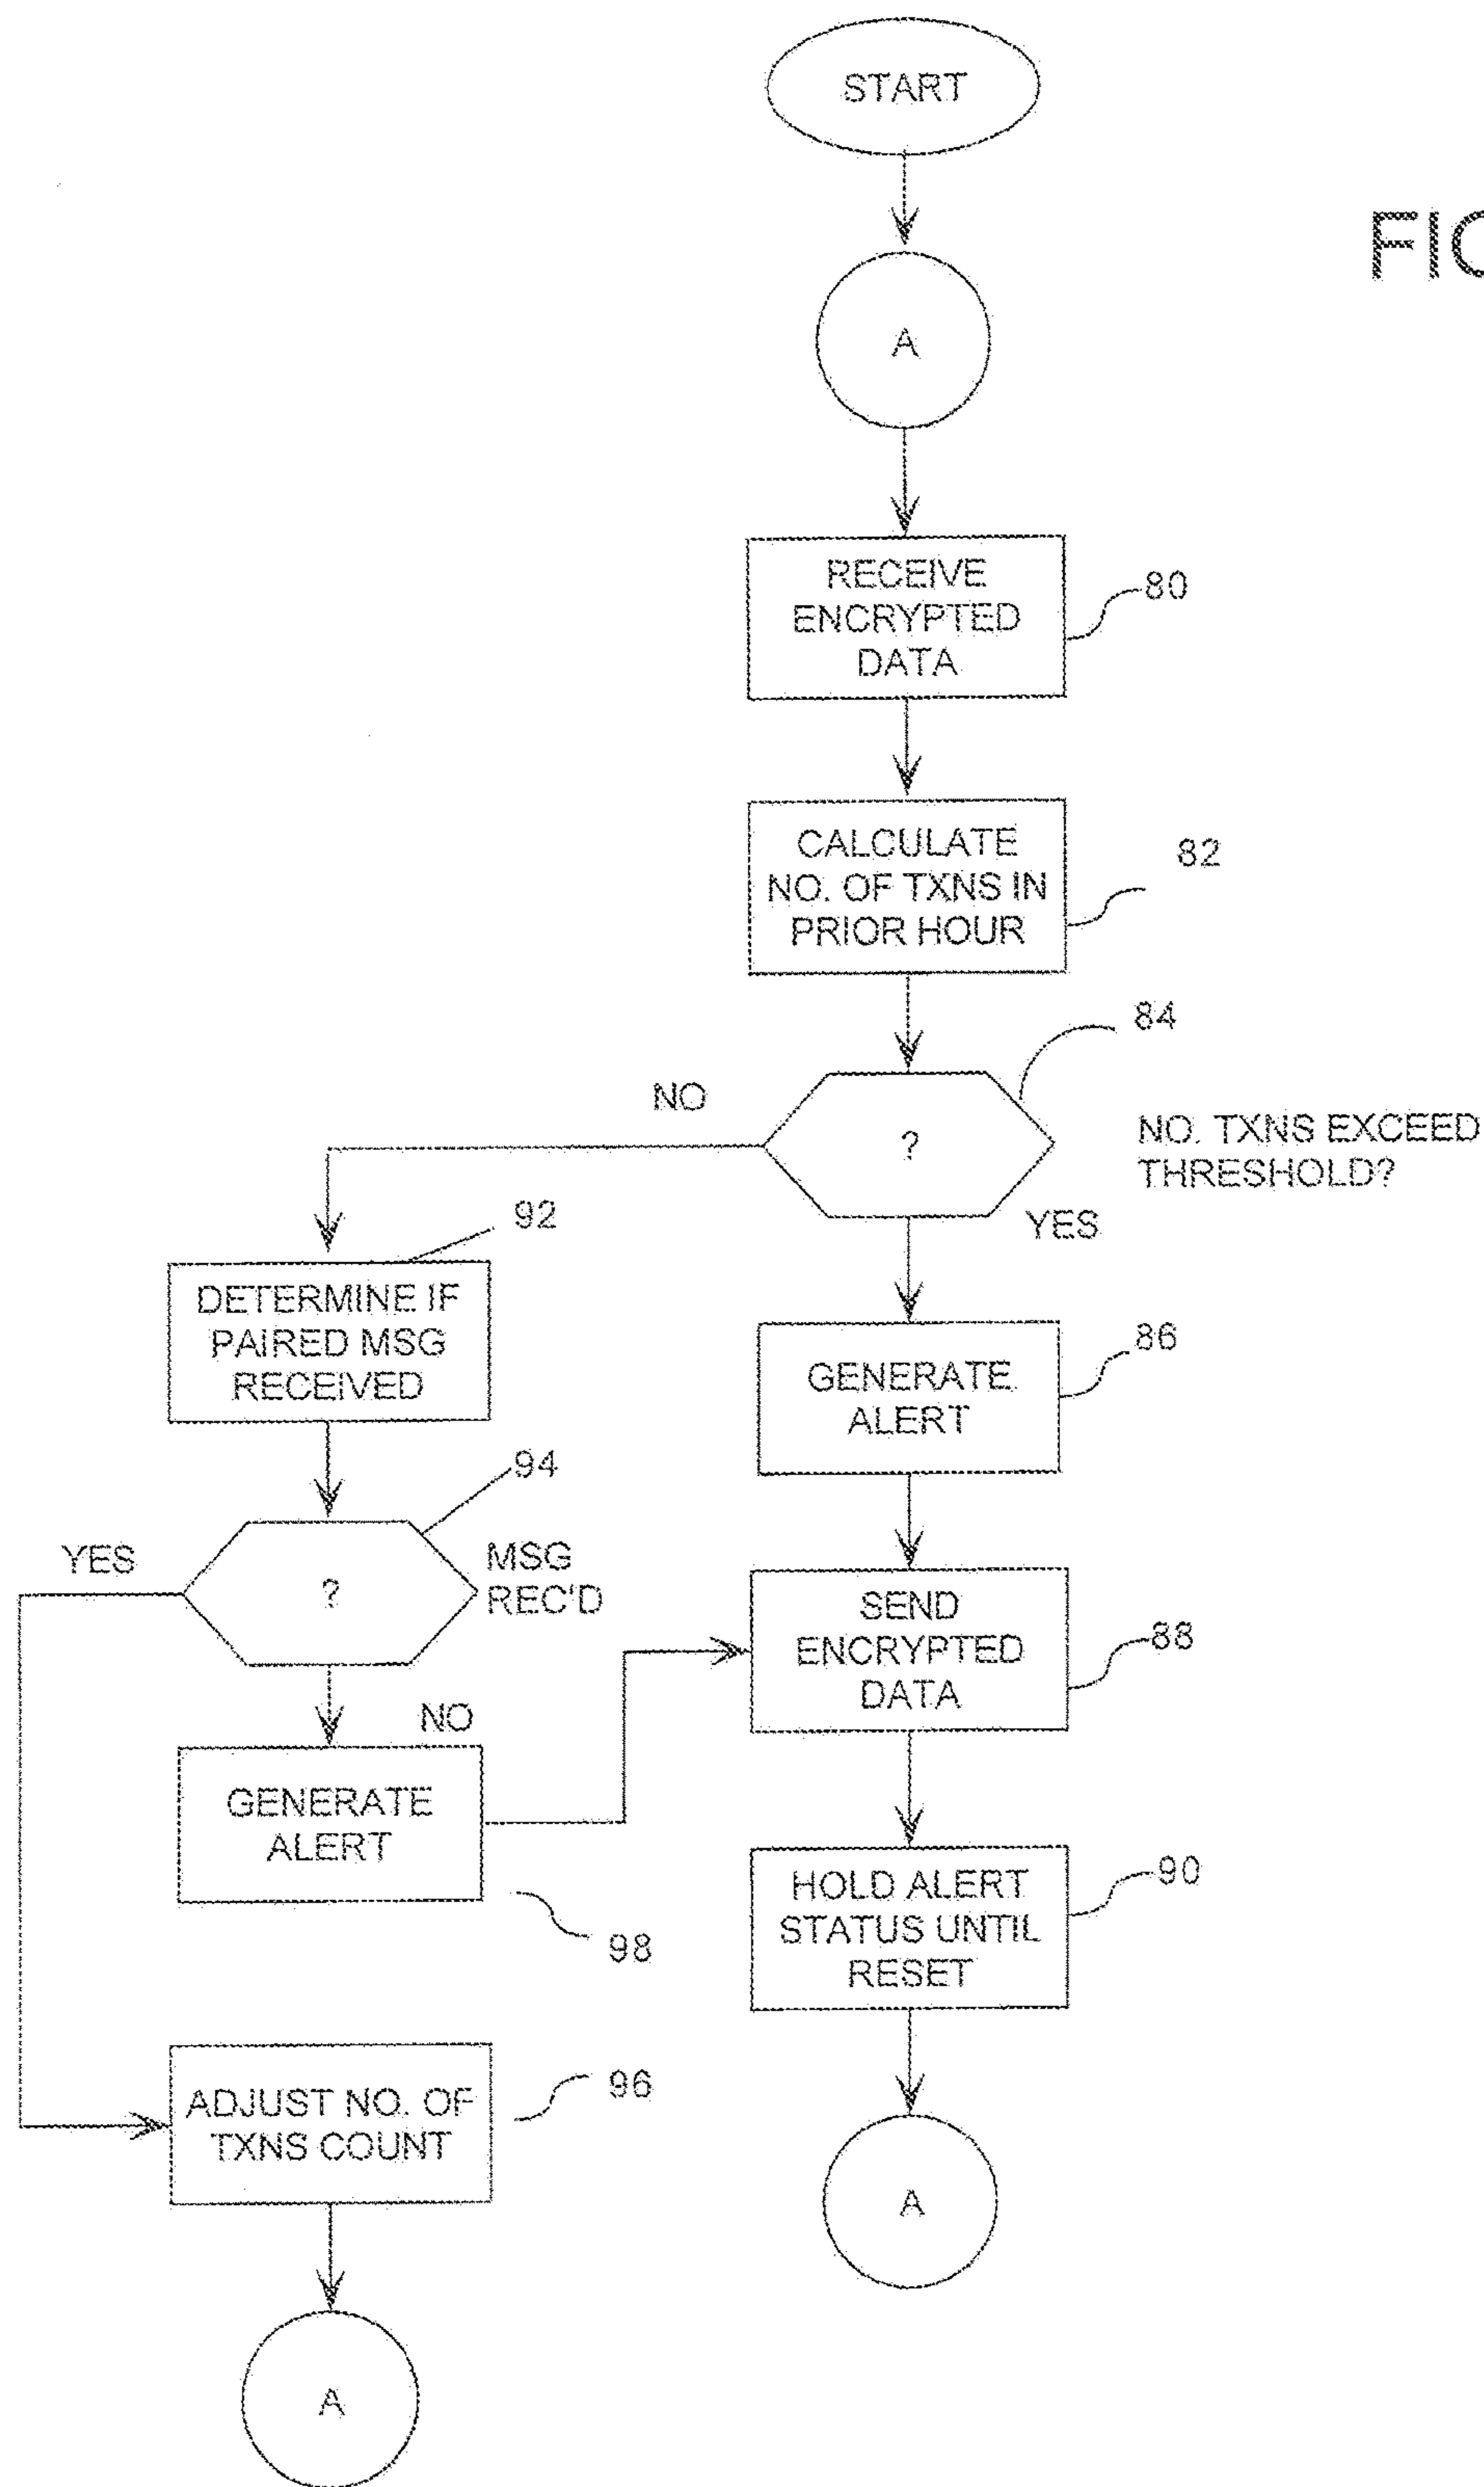 START
FIG
A
RECEIVE
ENCRYPTED
DATA
80
CALCULATE
NO. OF TXNS IN
PRIOR HOUR
82
84
NO
?
NO. TXNS EXCEED
THRESHOLD?
YES
92
DETERMINE IF
PAIRED MSG
RECEIVED
GENERATE
ALERT
86
94
YES
?
MSG
REC'D
NO
SEND
ENCRYPTED
DATA
88
GENERATE
ALERT
98
HOLD ALERT
STATUS UNTIL
RESET
90
ADJUST NO. OF
TXNS COUNT
96
A
A